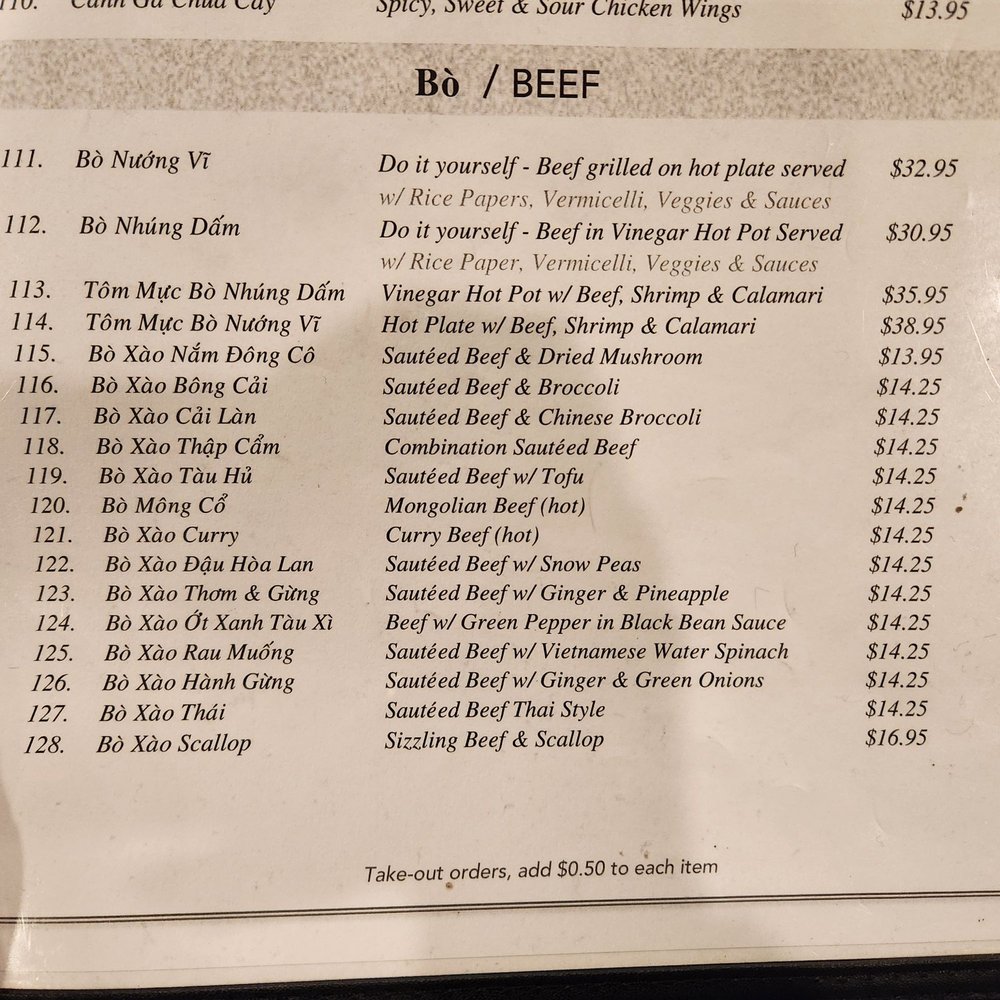 110. Cánh Gà Chua Cay Spicy, Sweet & Sour Chicken Wings $13.95
Bò / BEEF
111. Bò Nướng Vĩ Do it yourself - Beef grilled on hot plate served $32.95
w/ Rice Papers, Vermicelli, Veggies & Sauces
112. Bò Nhúng Dấm Do it yourself - Beef in Vinegar Hot Pot Served $30.95
w/ Rice Paper, Vermicelli, Veggies & Sauces
113. Tôm Mực Bò Nhúng Dấm Vinegar Hot Pot w/ Beef, Shrimp & Calamari $35.95
114. Tôm Mực Bò Nướng Vĩ Hot Plate w/ Beef, Shrimp & Calamari $38.95
115. Bò Xào Nắm Đông Cô Sautéed Beef & Dried Mushroom $13.95
116. Bò Xào Bông Cải Sautéed Beef & Broccoli $14.25
117. Bò Xào Cải Làn Sautéed Beef & Chinese Broccoli $14.25
118. Bò Xào Thập Cẩm Combination Sautéed Beef $14.25
119. Bò Xào Tàu Hủ Sautéed Beef w/ Tofu $14.25
120. Bò Mông Cổ Mongolian Beef (hot) $14.25
121. Bò Xào Curry Curry Beef (hot) $14.25
122. Bò Xào Đậu Hòa Lan Sautéed Beef w/ Snow Peas $14.25
123. Bò Xào Thơm & Gừng Sautéed Beef w/ Ginger & Pineapple $14.25
124. Bò Xào Ớt Xanh Tàu Xì Beef w/ Green Pepper in Black Bean Sauce $14.25
125. Bò Xào Rau Muống Sautéed Beef w/ Vietnamese Water Spinach $14.25
126. Bò Xào Hành Gừng Sautéed Beef w/ Ginger & Green Onions $14.25
127. Bò Xào Thái Sautéed Beef Thai Style $14.25
128. Bò Xào Scallop Sizzling Beef & Scallop $16.95
Take-out orders, add $0.50 to each item